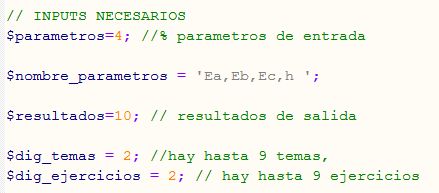 // INPUTS NECESARIOS
$parametros=4; //% parametros de entrada
$nombre_parametros = 'Ea,Eb,Ec,h ';
$resultados=10; // resultados de salida
$dig_temas = 2; //hay hasta 9 temas,
$dig_ejercicios = 2; // hay hasta 9 ejercicios